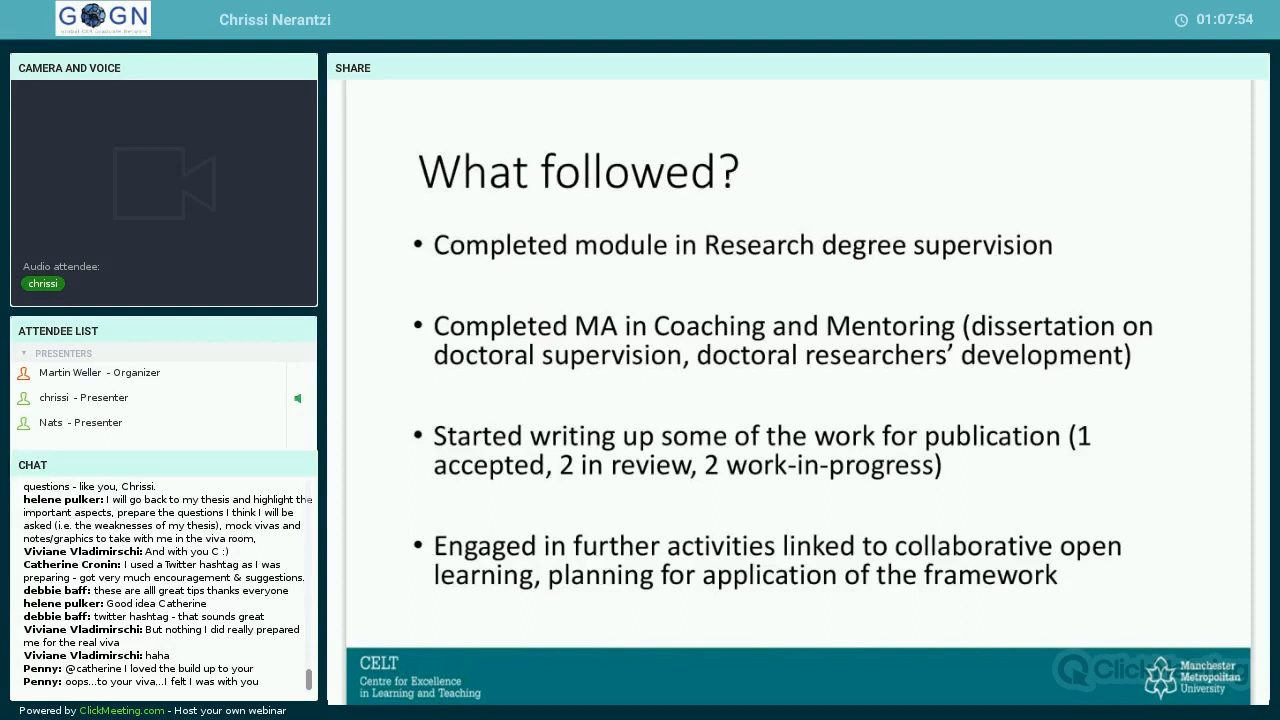 GOGN
Global OER Graduate Network
Chrissi Nerantzi
01:07:54
CAMERA AND VOICE
Audio attendee:
chrissi
ATTENDEE LIST
PRESENTERS
Martin Weller - Organizer
chrissi - Presenter
Nats - Presenter
CHAT
questions - like you, Chrissi.
helene pulker: I will go back to my thesis and highlight the
important aspects, prepare the questions I think I will be
asked (i.e. the weaknesses of my thesis), mock vivas and
notes/graphics to take with me in the viva room,
Viviane Vladimirschi: And with you C :)
Catherine Cronin: I used a Twitter hashtag as I was
preparing - got very much encouragement & suggestions.
debbie baff: these are alll great tips thanks everyone
helene pulker: Good idea Catherine
debbie baff: twitter hashtag - that sounds great
Viviane Vladimirschi: But nothing I did really prepared
me for the real viva
Viviane Vladimirschi: haha
Penny: @catherine I loved the build up to your
Penny: oops...to your viva...I felt I was with you
Powered by ClickMeeting.com - Host your own webinar
SHARE
What followed?
• Completed module in Research degree supervision
• Completed MA in Coaching and Mentoring (dissertation on
doctoral supervision, doctoral researchers’ development)
• Started writing up some of the work for publication (1
accepted, 2 in review, 2 work-in-progress)
• Engaged in further activities linked to collaborative open
learning, planning for application of the framework
CELT
Centre for Excellence
in Learning and Teaching
Manchester
Metropolitan
University